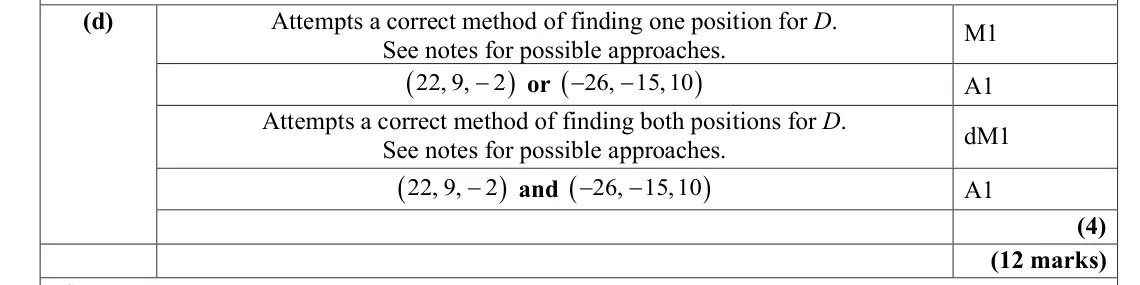 (d)
Attempts a correct method of finding one position for D.
See notes for possible approaches.
M1
(22, 9, −2) or (−26, −15, 10)
A1
Attempts a correct method of finding both positions for D.
See notes for possible approaches.
dM1
(22, 9, −2) and (−26, −15, 10)
A1
(4)
(12 marks)